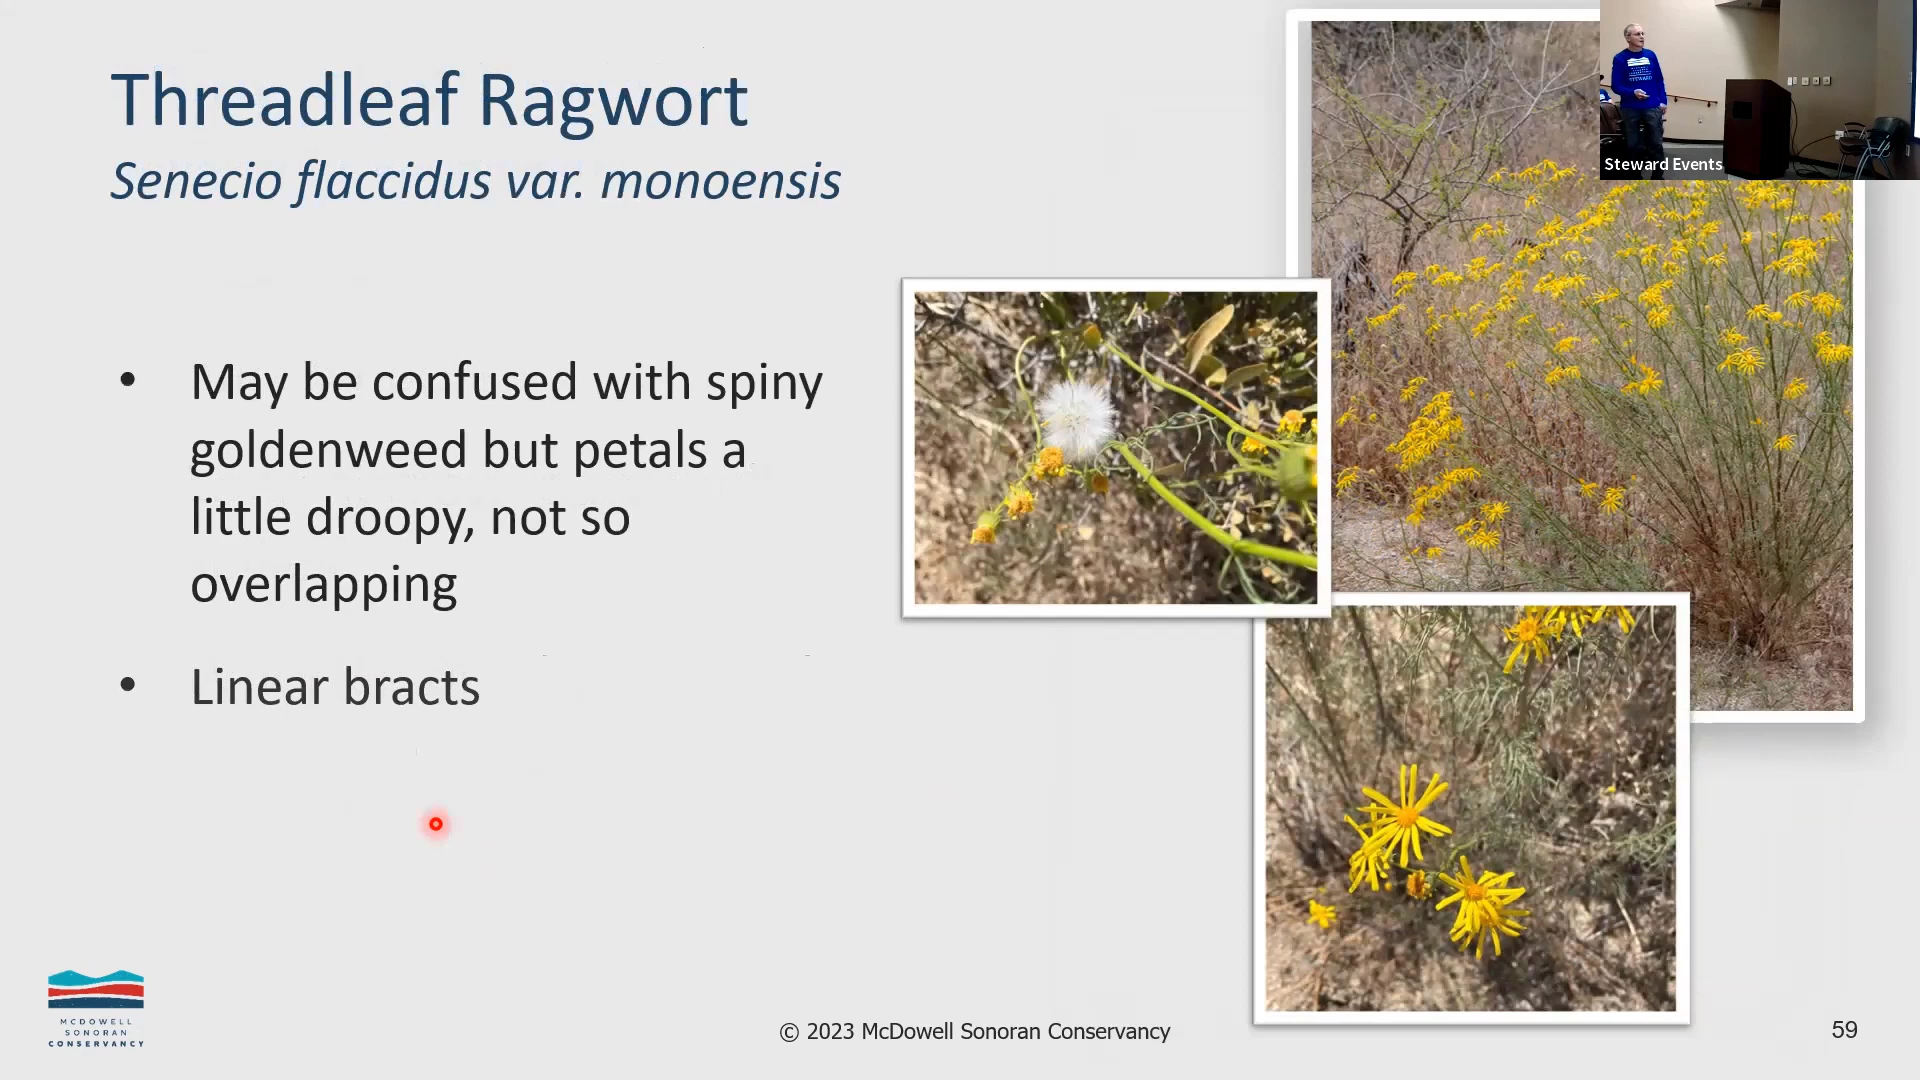 Threadleaf Ragwort
Senecio flaccidus var. monoensis
Steward Events
• May be confused with spiny
goldenweed but petals a
little droopy, not so
overlapping
• Linear bracts
MCDOWELL
SONORAN
CONSERVANCY
© 2023 McDowell Sonoran Conservancy
59
STEWARD